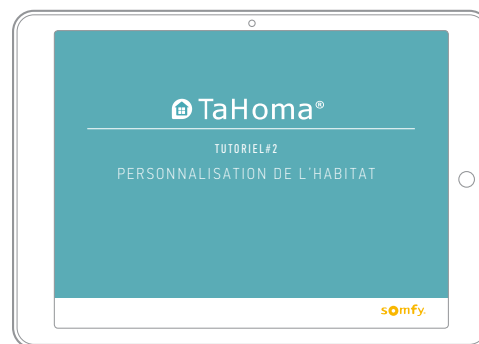 TaHoma®
TUTORIEL#2
PERSONNALISATION DE L'HABITAT
somfy.